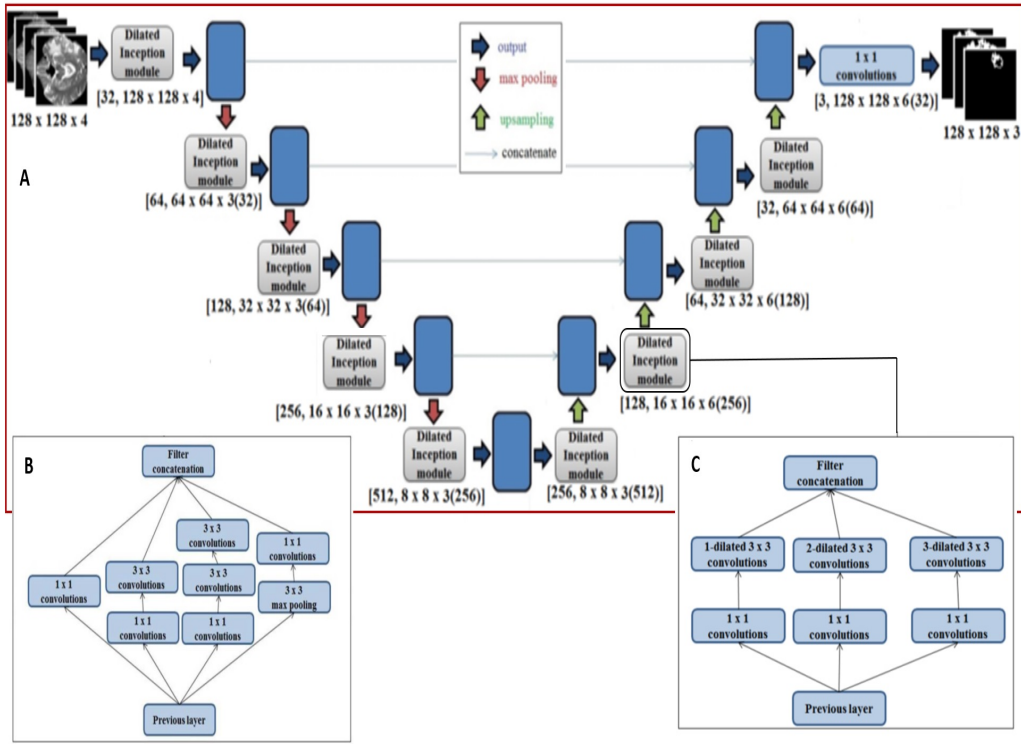 A
128 x 128 x 4
Dilated
Inception
module
[32, 128 x 128 x 4]
Dilated
Inception
module
[64, 64 x 64 x 3(32)]
Dilated
Inception
module
[128, 32 x 32 x 3(64)]
Dilated
Inception
module
[256, 16 x 16 x 3(128)]
Dilated
Inception
module
[512, 8 x 8 x 3(256)]
output
max pooling
upsampling
concatenate
Dilated
Inception
module
[256, 8 x 8 x 3(512)]
Dilated
Inception
module
[128, 16 x 16 x 6(256)]
Dilated
Inception
module
[64, 32 x 32 x 6(128)]
Dilated
Inception
module
[32, 64 x 64 x 6(64)]
1 x 1
convolutions
[3, 128 x 128 x 6(32)]
128 x 128 x 3
B
Filter
concatenation
1 x 1
convolutions
3 x 3
convolutions
1 x 1
convolutions
3 x 3
convolutions
3 x 3
convolutions
1 x 1
convolutions
1 x 1
convolutions
3 x 3
max pooling
Previous layer
C
Filter
concatenation
1-dilated 3 x 3
convolutions
2-dilated 3 x 3
convolutions
3-dilated 3 x 3
convolutions
1 x 1
convolutions
1 x 1
convolutions
1 x 1
convolutions
Previous layer